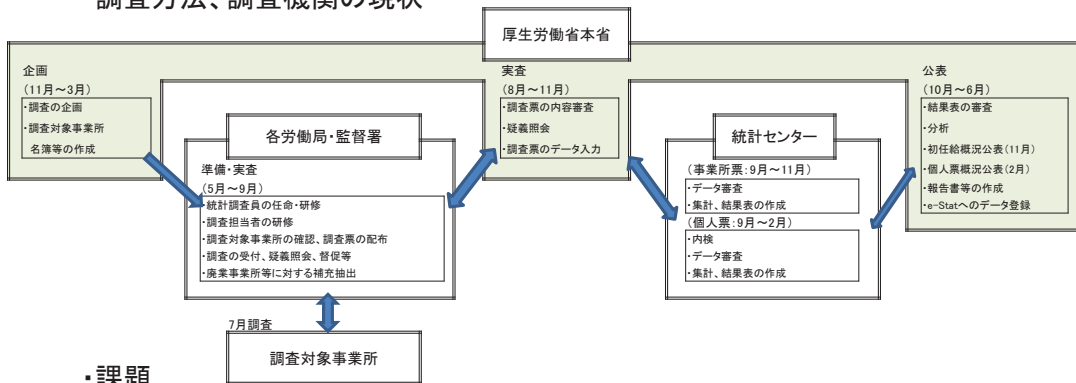 調査方法、調査機関の現状
厚生労働省本省
企画
(11月～3月)
・調査の企画
・調査対象事業所
名簿等の作成
各労働局・監督署
準備・実査
(5月～9月)
・統計調査員の任命・研修
・調査担当者の研修
・調査対象事業所の確認、調査票の配布
・調査の受付、疑義照会、督促等
・廃業事業所等に対する補充抽出
7月調査
調査対象事業所
実査
(8月～11月)
・調査票の内容審査
・疑義照会
・調査票のデータ入力
統計センター
(事業所票:9月～11月)
・データ審査
・集計、結果表の作成
(個人票:9月～2月)
・内検
・データ審査
・集計、結果表の作成
公表
(10月～6月)
・結果表の審査
・分析
・初任給概況公表(11月)
・個人票概況公表(2月)
・報告書等の作成
・e-Statへのデータ登録
・課題